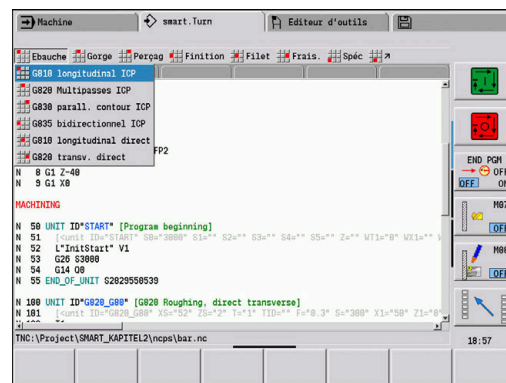 Machine smart.Turn Editeur d'outils
Ebauche Gorge Perçag Finition Filet Frais. Spéc
G810 longitudinal ICP
G820 Multipasses ICP
G830 parall. contour ICP
G835 bidirectionnel ICP
G810 longitudinal direct
G820 transv. direct
FP2
N 8 G1 Z-40
N 9 G1 X0
MACHINING
N 50 UNIT ID"START" [Program beginning]
N 51 [<unit ID="START" S0="3000" S1="" S2="" S3="" S4="" S5="" Z="" WT1="0" WX1=""
N 52 L"InitStart" V1
N 53 G26 S3000
N 54 G14 Q0
N 55 END_OF_UNIT S2029550539
N 100 UNIT ID"G820_G80" [G820 Roughing, direct transverse]
N 101 [<unit ID="G820_G80" XS="52" ZS="2" T="1" TID="" F="0.3" S="300" X1="50" Z1="0"
TNC:\Project\SMART_KAPITEL2\ncps\bar.nc
END PGM
OFF
OFF ON
M07
OFF
OFF
18:57